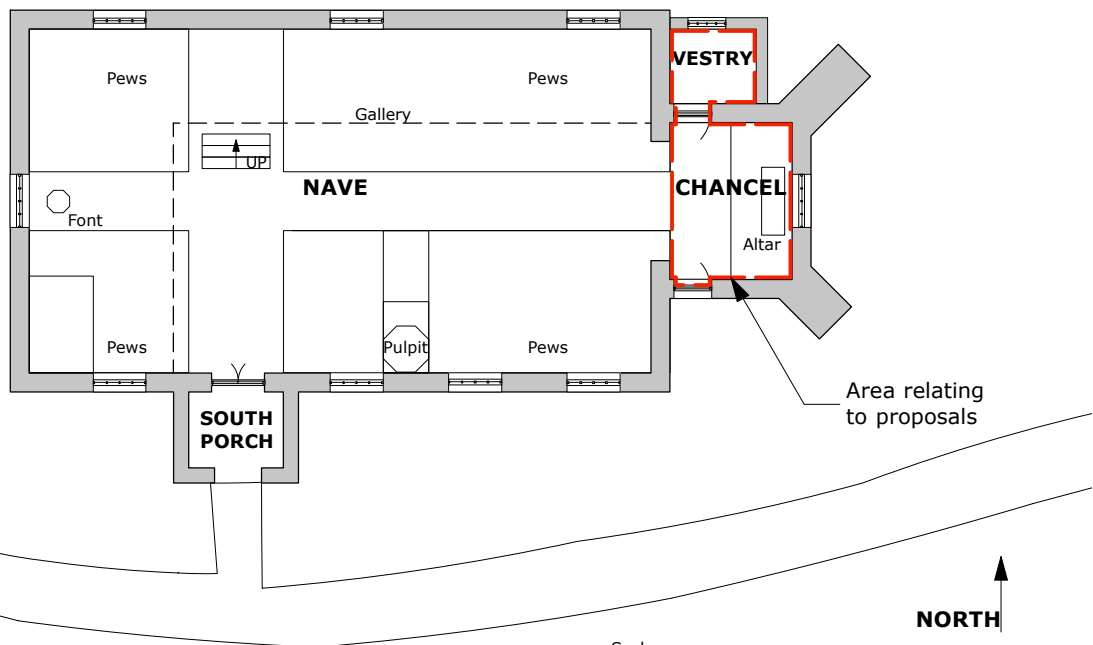 VESTRY
Pews
Pews
Gallery
UP
NAVE
CHANCEL
Font
Altar
Pews
Pulpit
Pews
Area relating
to proposals
SOUTH
PORCH
NORTH